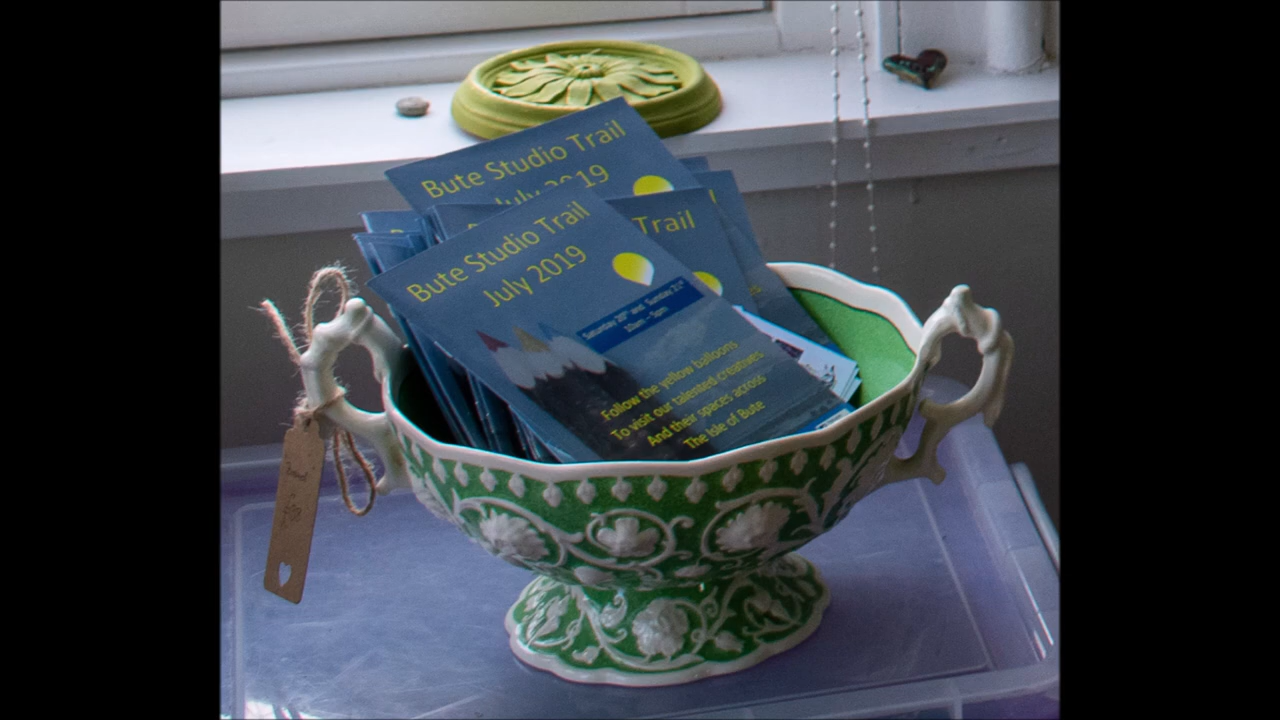 Bute Studio Trail
July 2019
Trail
Bute Studio Trail
July 2019
Saturday 20th and Sunday 21st
10am – 5pm
Follow the yellow balloons
To visit our talented creatives
And their spaces across
The Isle of Bute